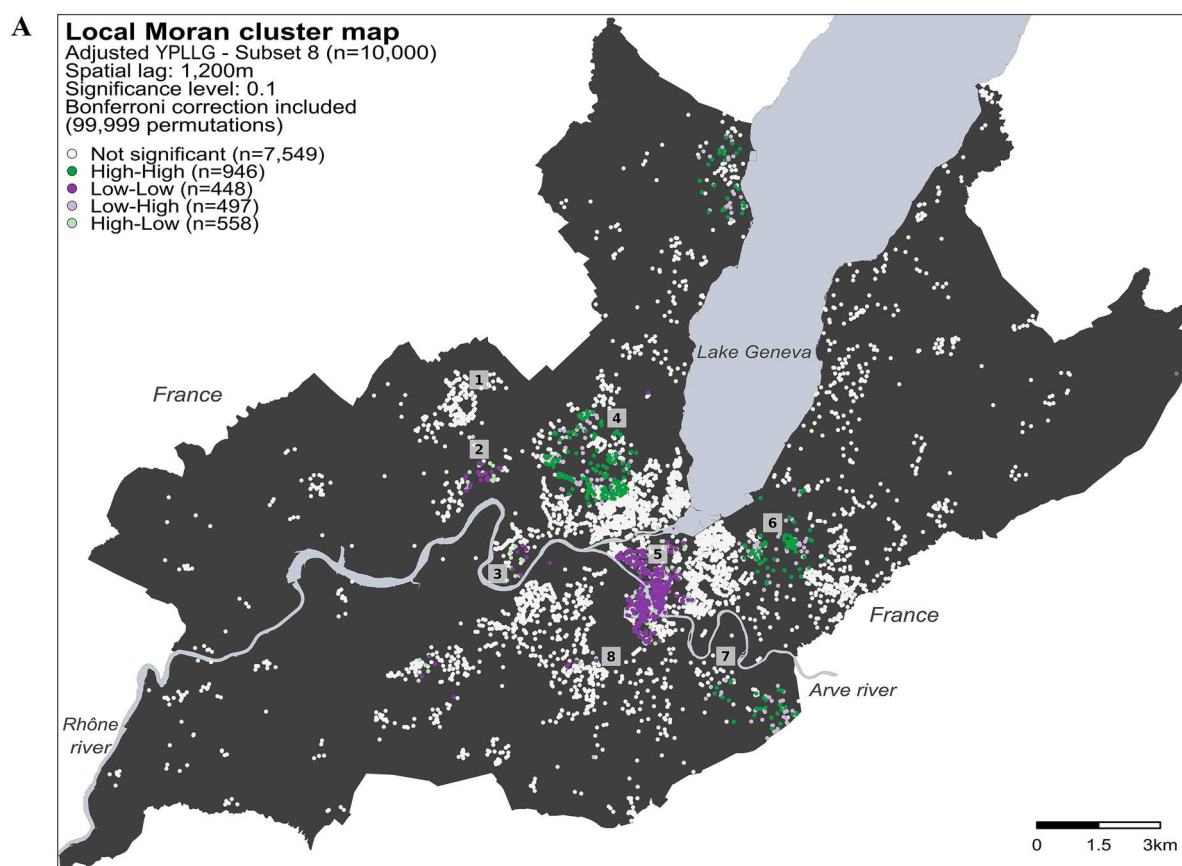 A
Local Moran cluster map
Adjusted YPLLG - Subset 8 (n=10,000)
Spatial lag: 1,200m
Significance level: 0.1
Bonferroni correction included
(99,999 permutations)
Not significant (n=7,549)
High-High (n=946)
Low-Low (n=448)
Low-High (n=497)
High-Low (n=558)
Lake Geneva
France
1
4
2
6
5
3
France
8
7
Arve river
Rhône
river
0 1.5 3km